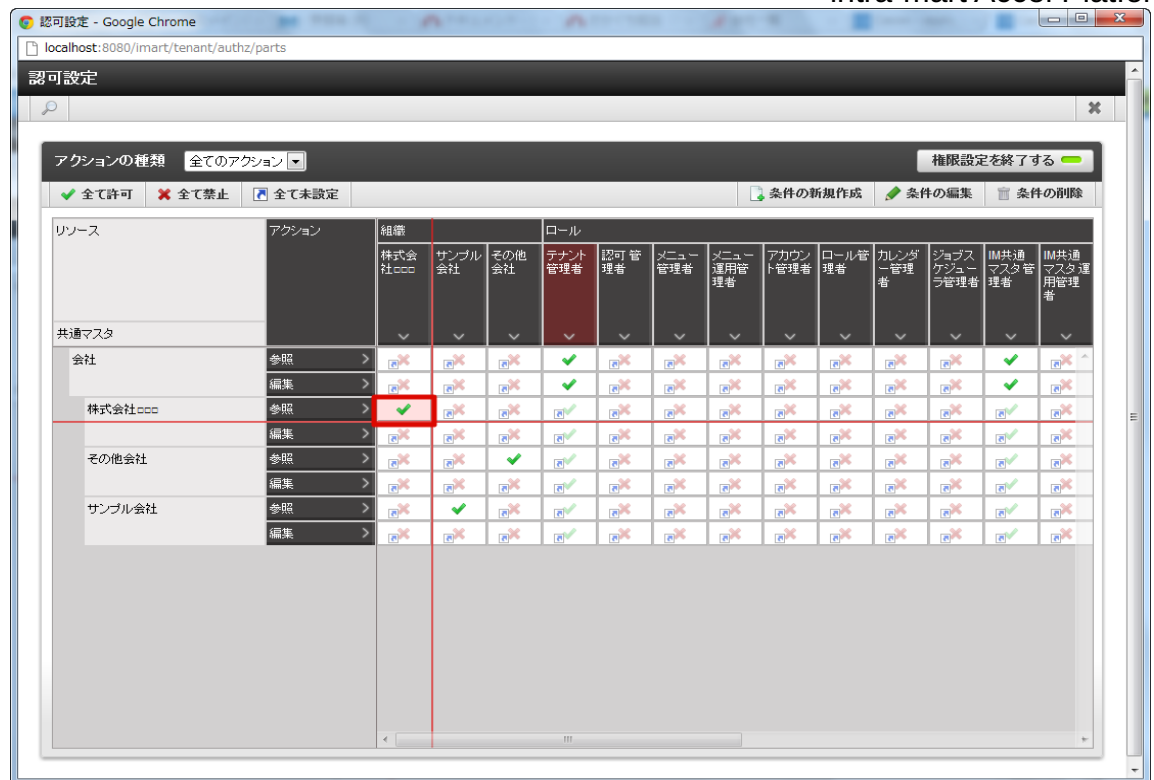 intra-mart Accel Platfor
認可設定 - Google Chrome
localhost:8080/imart/tenant/authz/parts
認可設定
アクションの種類 全てのアクション 権限設定を終了する
全て許可 全て禁止 全て未設定 条件の新規作成 条件の編集 条件の削除
リソース アクション 組織 ロール
株式会社□□□ サンプル会社 その他会社 テナント管理者 認可管理者 メニュー管理者 メニュー運用管理者 アカウント管理者 ロール管理者 カレンダー管理者 ジョブスケジューラ管理者 IM共通マスタ管理者 IM共通マスタ運用管理者
共通マスタ
会社 参照
編集
株式会社□□□ 参照
編集
その他会社 参照
編集
サンプル会社 参照
編集